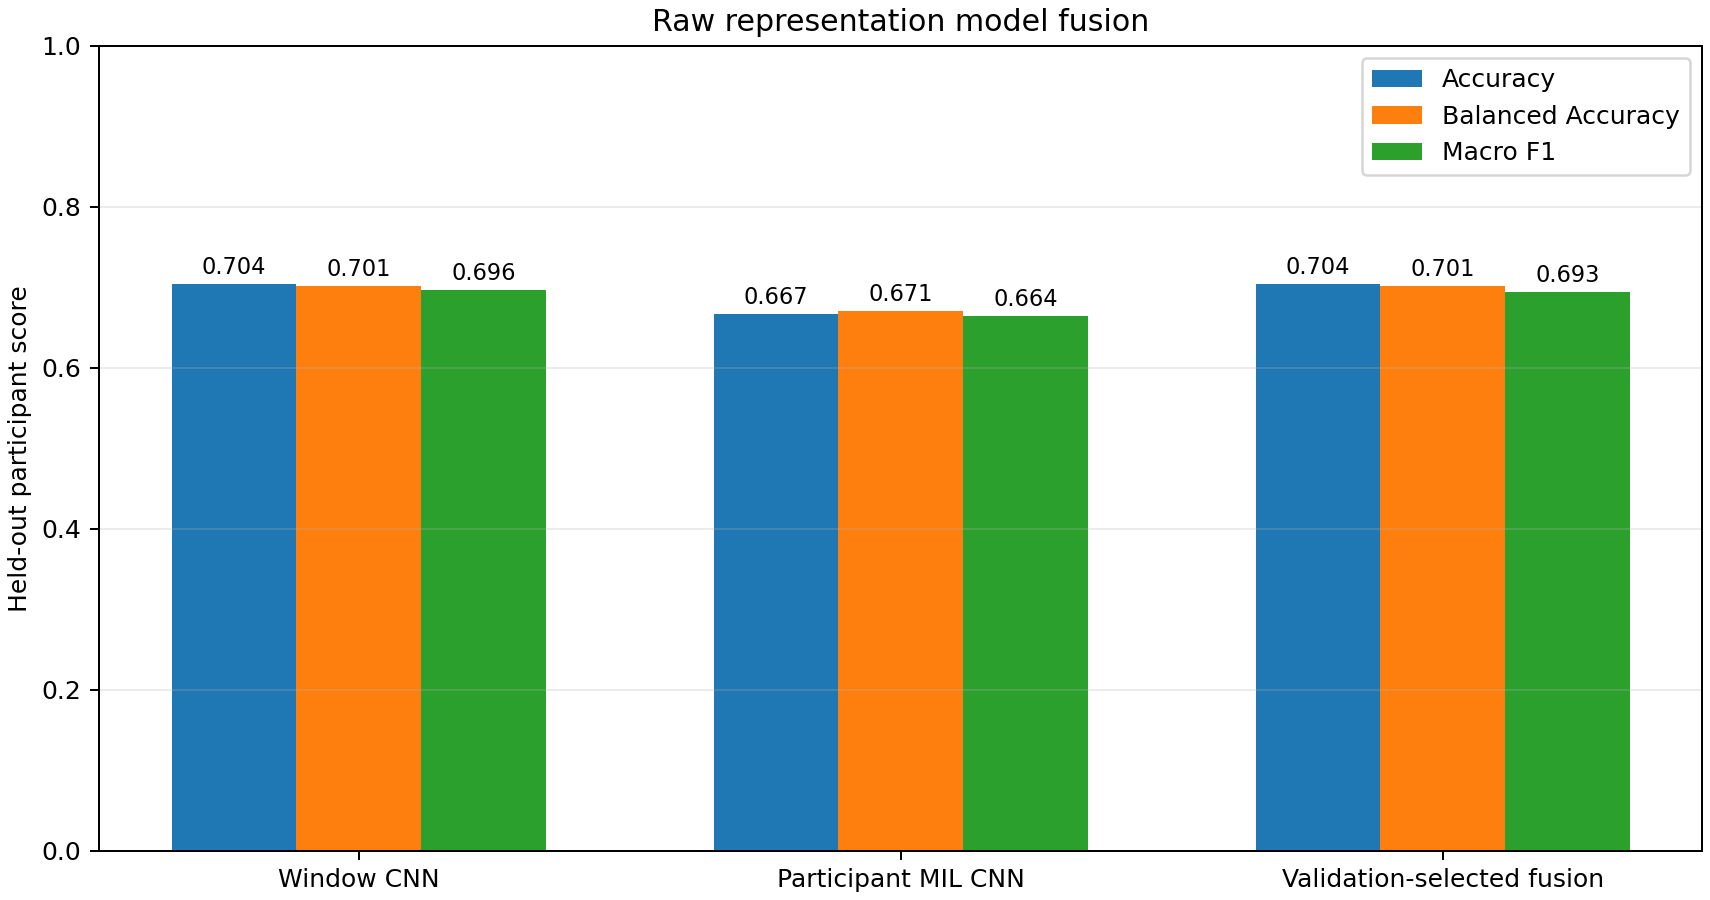 Raw representation model fusion
1.0
0.8
0.6
0.4
0.2
0.0
Held-out participant score
Accuracy
Balanced Accuracy
Macro F1
0.704
0.701
0.696
0.667
0.671
0.664
0.704
0.701
0.693
Window CNN
Participant MIL CNN
Validation-selected fusion